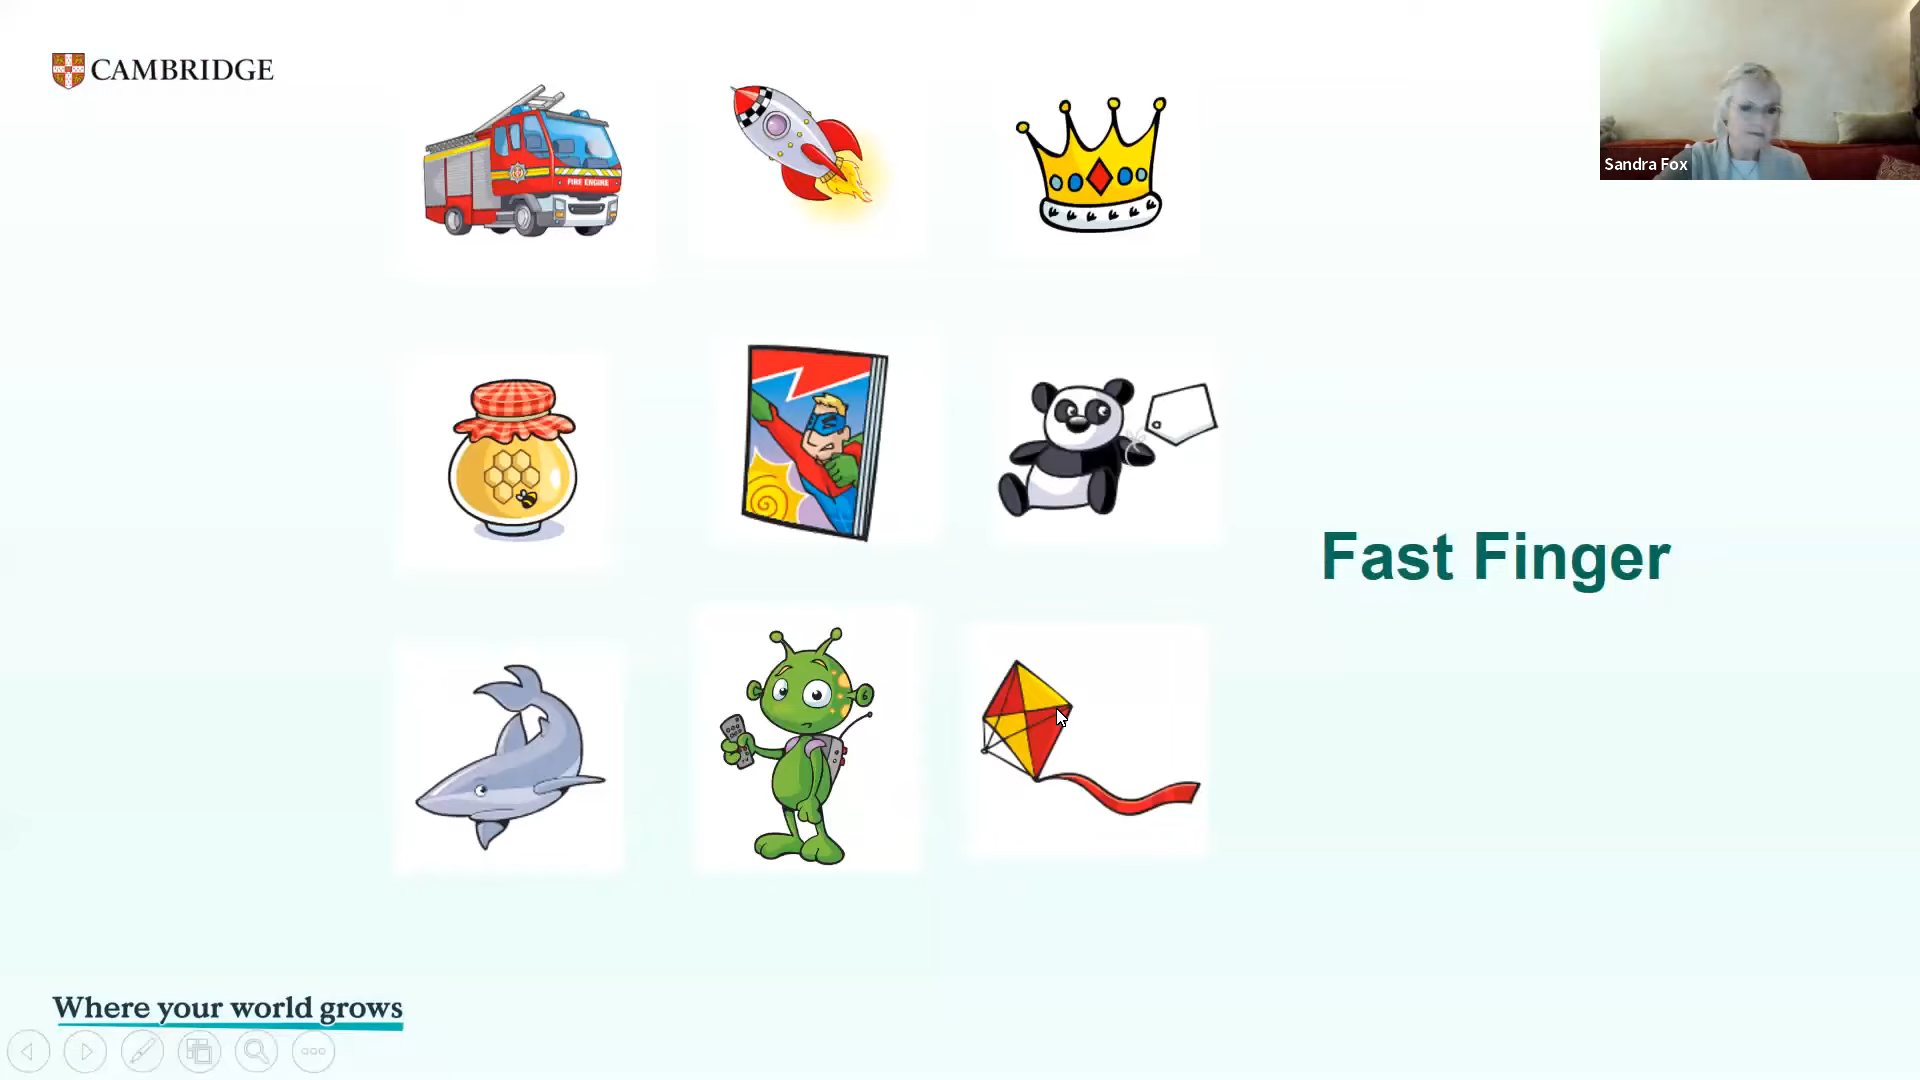 CAMBRIDGE
Sandra Fox
FIRE ENGINE
Fast Finger
Where your world grows